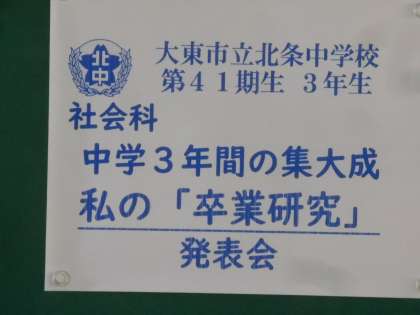 北中
大東市立北条中学校
第41期生 3年生
社会科
中学3年間の集大成
私の「卒業研究」
発表会